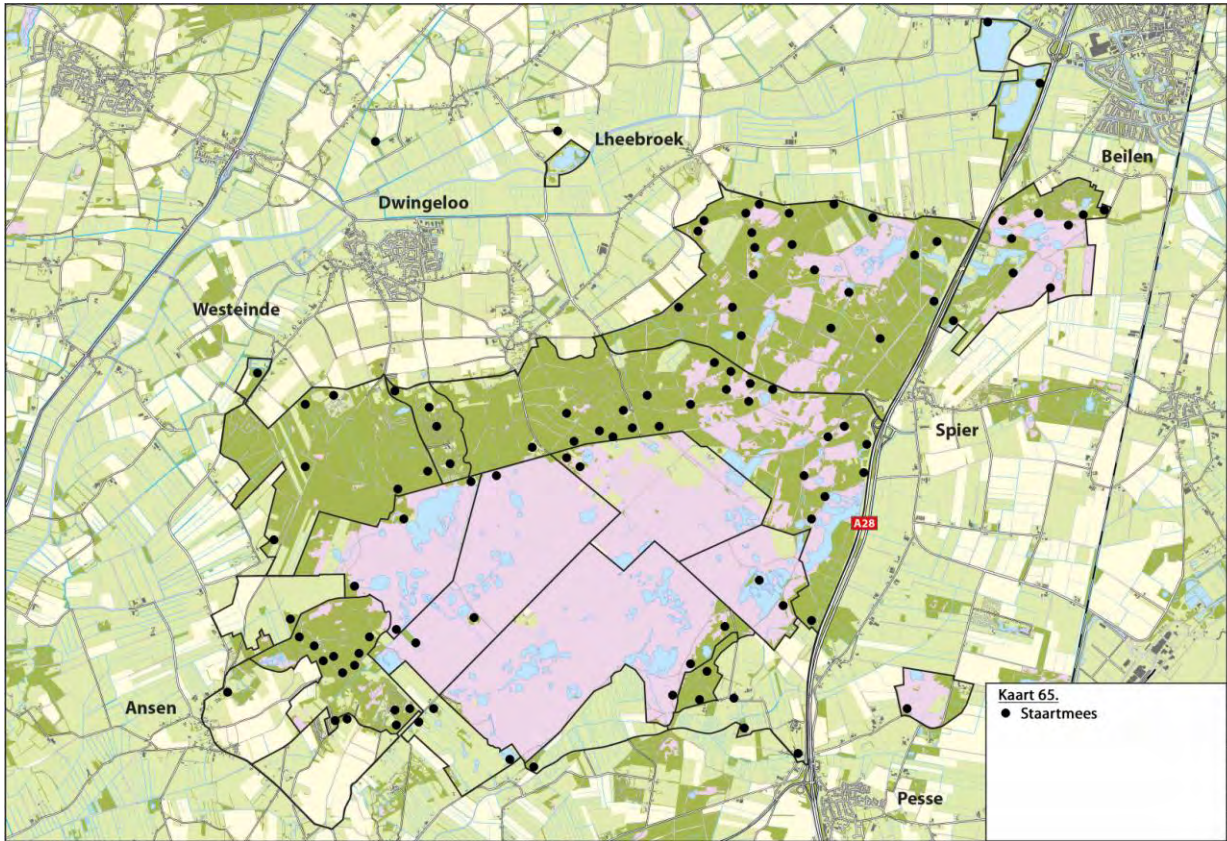 Lheebroek
Beilen
Dwingeloo
Westeinde
Spier
A28
Ansen
Pesse
Kaart 65.
Staartmees